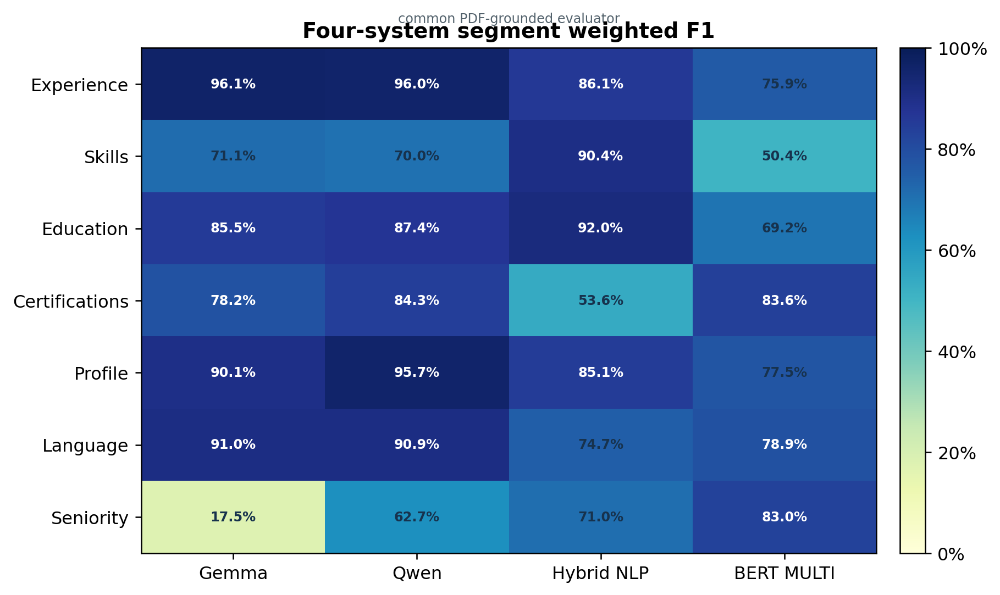 common PDF-grounded evaluator
Four-system segment weighted F1
100%
Experience 96.1% 96.0% 86.1% 75.9%
80%
Skills 71.1% 70.0% 90.4% 50.4%
Education 85.5% 87.4% 92.0% 69.2%
60%
Certifications 78.2% 84.3% 53.6% 83.6%
40%
Profile 90.1% 95.7% 85.1% 77.5%
Language 91.0% 90.9% 74.7% 78.9%
20%
Seniority 17.5% 62.7% 71.0% 83.0%
0%
Gemma Qwen Hybrid NLP BERT MULTI